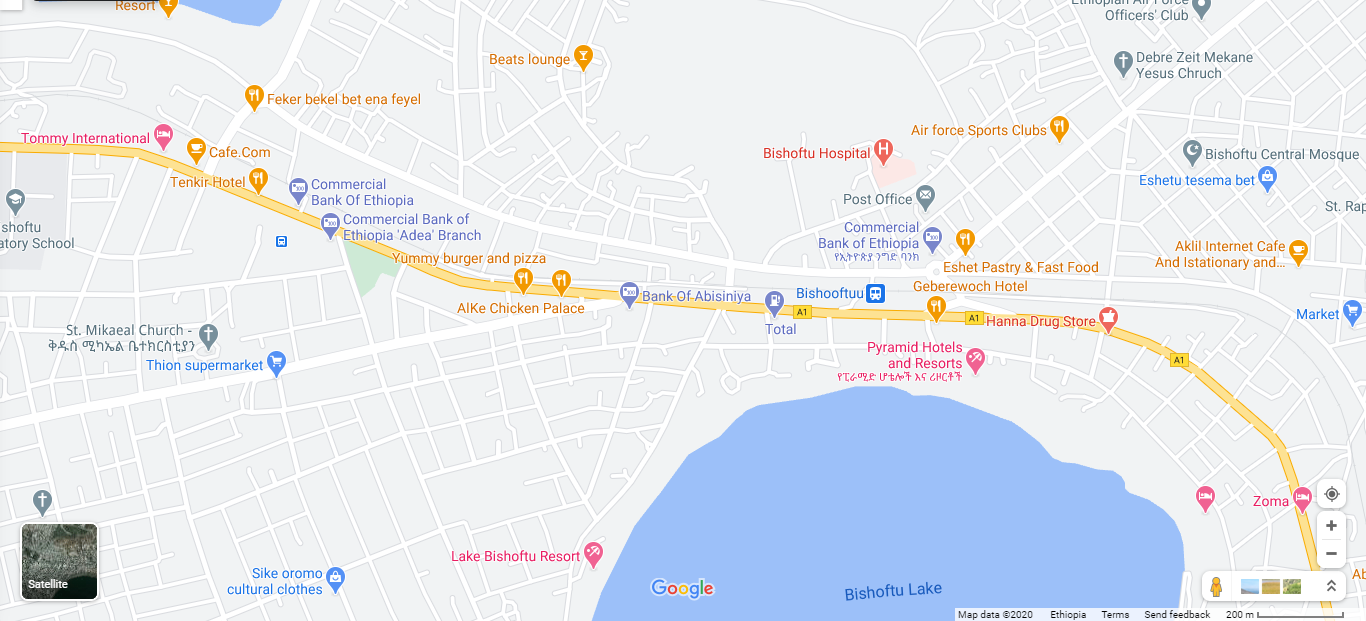 Resort
Ethiopian Air Force
Officers' Club
Beats lounge
Debre Zeit Mekane
Yesus Chruch
Feker bekel bet ena feyel
Air force Sports Clubs
Tommy International
Cafe.Com
Bishoftu Hospital
Bishoftu Central Mosque
Tenkir Hotel
Commercial
Bank Of Ethiopia
Eshetu tesema bet
Post Office
St. Rap
shoftu
atory School
Commercial Bank of
Ethiopia 'Adea' Branch
Commercial
Bank of Ethiopia
የኢትዮጵያ ንግድ ባንክ
Aklil Internet Cafe
And Istationary and...
Yummy burger and pizza
Eshet Pastry & Fast Food
Geberewoch Hotel
Bishooftuu
AlKe Chicken Palace
Bank Of Abisiniya
A1
A1
Hanna Drug Store
Market
Total
St. Mikaeal Church -
ቅዱስ ሚካኤል ቤተክርስቲያን
Thion supermarket
Pyramid Hotels
and Resorts
የፒራሚድ ሆቴሎች እና ሪዞርቶች
A1
Zoma
Lake Bishoftu Resort
Sike oromo
cultural clothes
Satellite
Google
Bishoftu Lake
Ab
Map data ©2020 Ethiopia Terms Send feedback 200 m